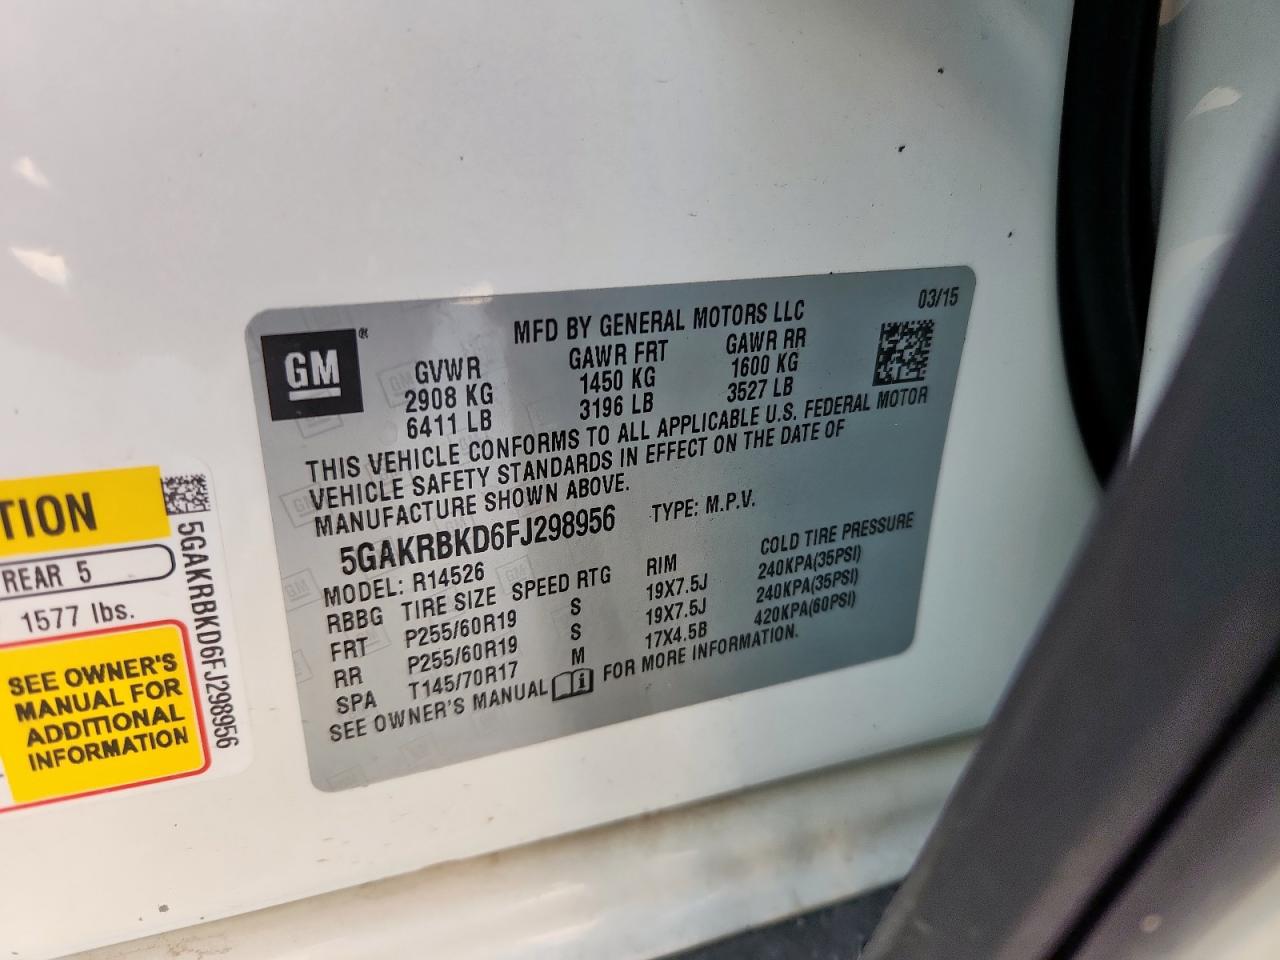 GM®
MFD BY GENERAL MOTORS LLC
03/15
GVWR
2908 KG
6411 LB
GAWR FRT
1450 KG
3196 LB
GAWR RR
1600 KG
3527 LB
THIS VEHICLE CONFORMS TO ALL APPLICABLE U.S. FEDERAL MOTOR
VEHICLE SAFETY STANDARDS IN EFFECT ON THE DATE OF
MANUFACTURE SHOWN ABOVE.
5GAKRBKD6FJ298956 TYPE: M.P.V.
MODEL: R14526
RBBG TIRE SIZE SPEED RTG RIM COLD TIRE PRESSURE
FRT P255/60R19 S 19X7.5J 240KPA(35PSI)
RR P255/60R19 S 19X7.5J 240KPA(35PSI)
SPA T145/70R17 M 17X4.5B 420KPA(60PSI)
SEE OWNER'S MANUAL FOR MORE INFORMATION.
TION
REAR 5
1577 lbs.
SEE OWNER'S
MANUAL FOR
ADDITIONAL
INFORMATION
5GAKRBKD6FJ298956